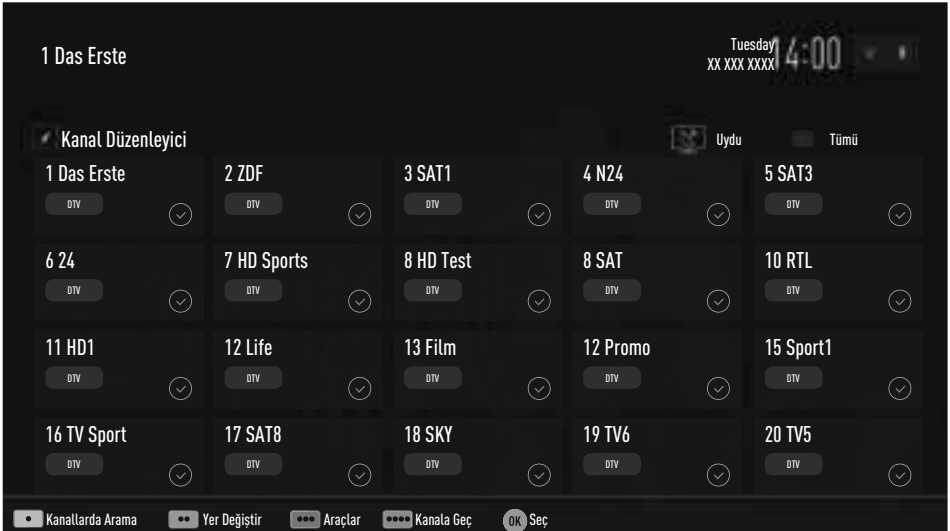 1 Das Erste
Tuesday
XX XXX XXXX
14:00
Kanal Düzenleyici
Uydu
Tümü
1 Das Erste
2 ZDF
3 SAT1
4 N24
5 SAT3
DTV
DTV
DTV
DTV
DTV
6 24
7 HD Sports
8 HD Test
8 SAT
10 RTL
DTV
DTV
DTV
DTV
DTV
11 HD1
12 Life
13 Film
12 Promo
15 Sport1
DTV
DTV
DTV
DTV
DTV
16 TV Sport
17 SAT8
18 SKY
19 TV6
20 TV5
DTV
DTV
DTV
DTV
DTV
Kanallarda Arama
Yer Değiştir
Araçlar
Kanala Geç
OK Seç